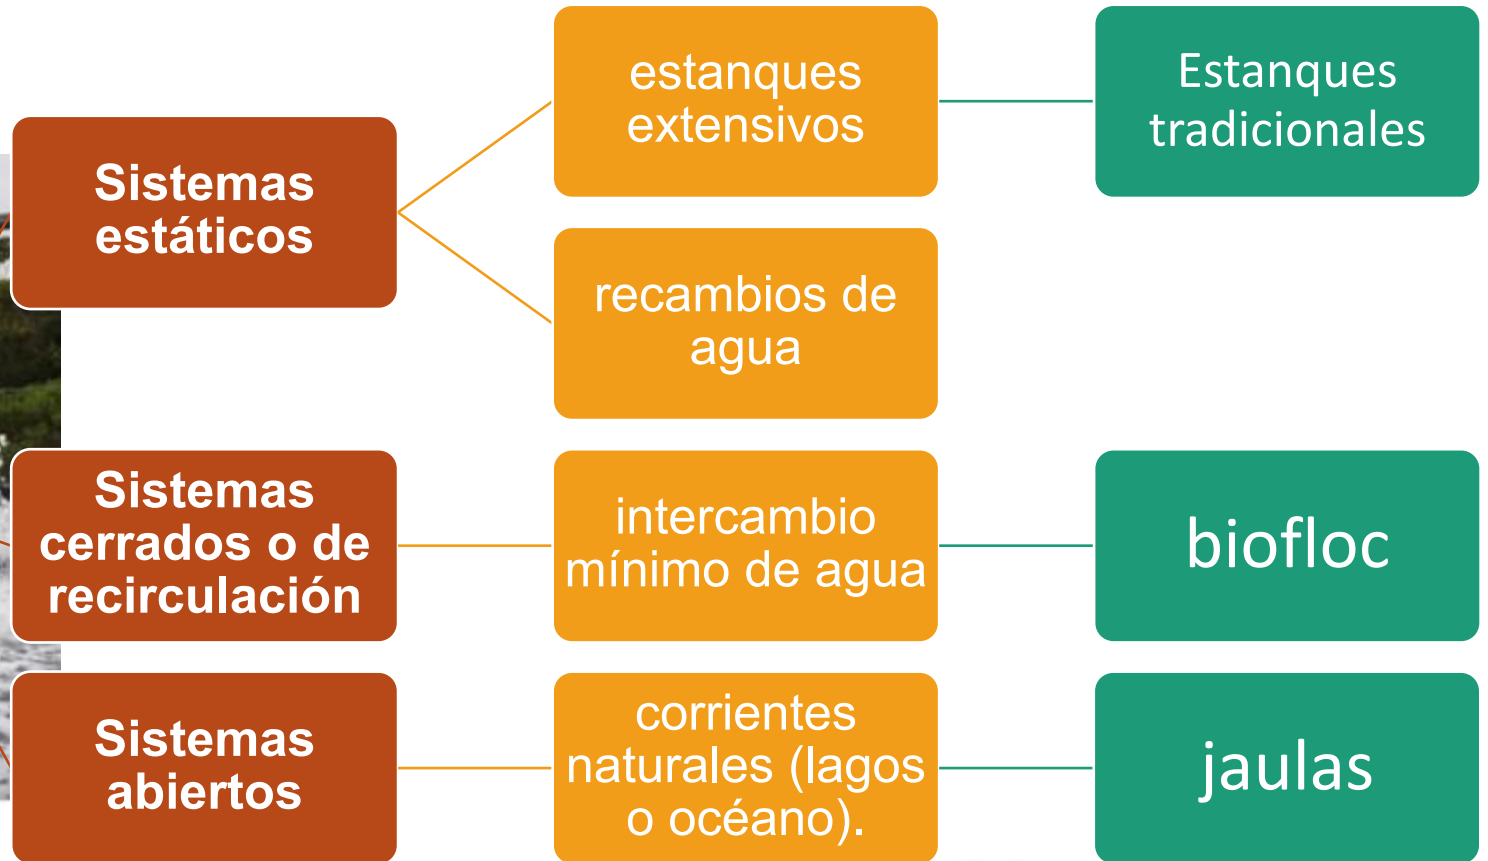 Sistemas
estáticos
estanques
extensivos
Estanques
tradicionales
recambios de
agua
Sistemas
cerrados o de
recirculación
intercambio
mínimo de agua
biofloc
Sistemas
abiertos
corrientes
naturales (lagos
o océano).
jaulas